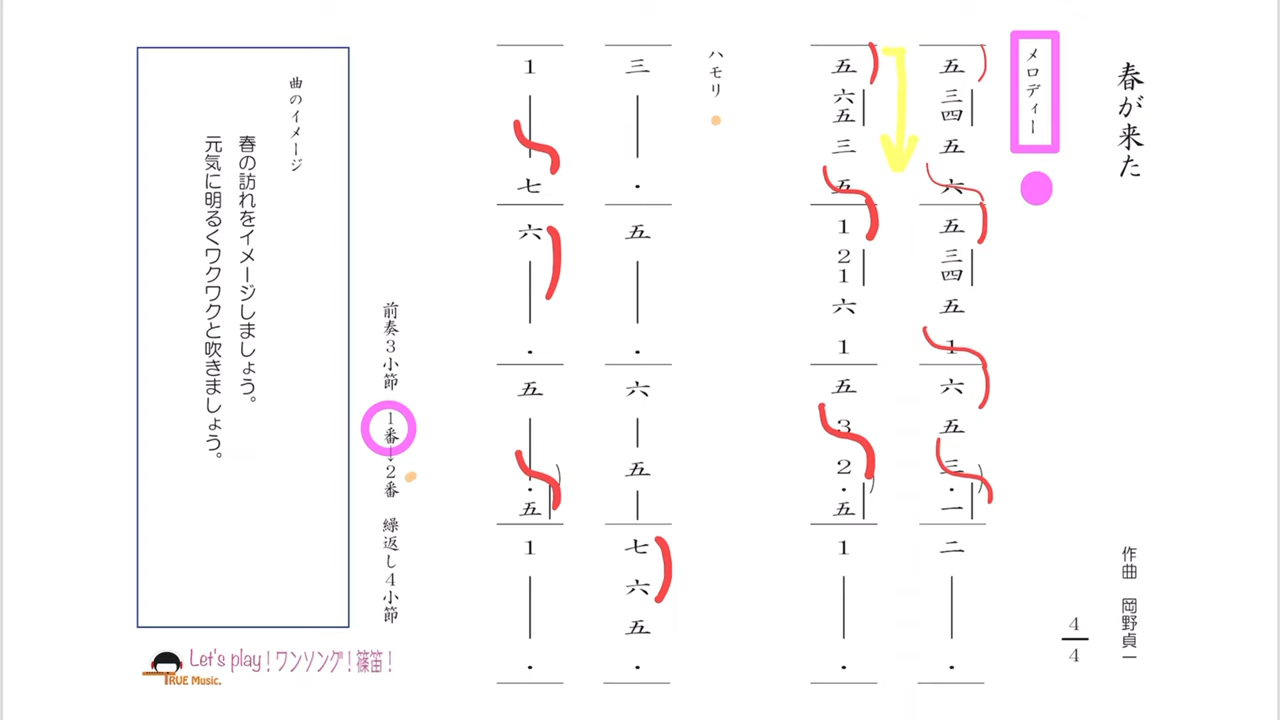 春が来た
作曲 岡野貞一
4/4
メロディー
五 三四 五 六 五 三四 五 1 六 五 三・一 二 ・
五 六五 三 五 1 21 六 1 五 3 2・五 1 ・
ハモリ
三 ・ 五 ・ 六 五 七 六 五 ・
1 七 六 ・ 五 ・五 1 ・
前奏3小節 1番→2番 繰返し4小節
曲のイメージ
春の訪れをイメージしましょう。
元気に明るくワクワクと吹きましょう。
Let's play!ワンソング!篠笛!
TRUE Music.